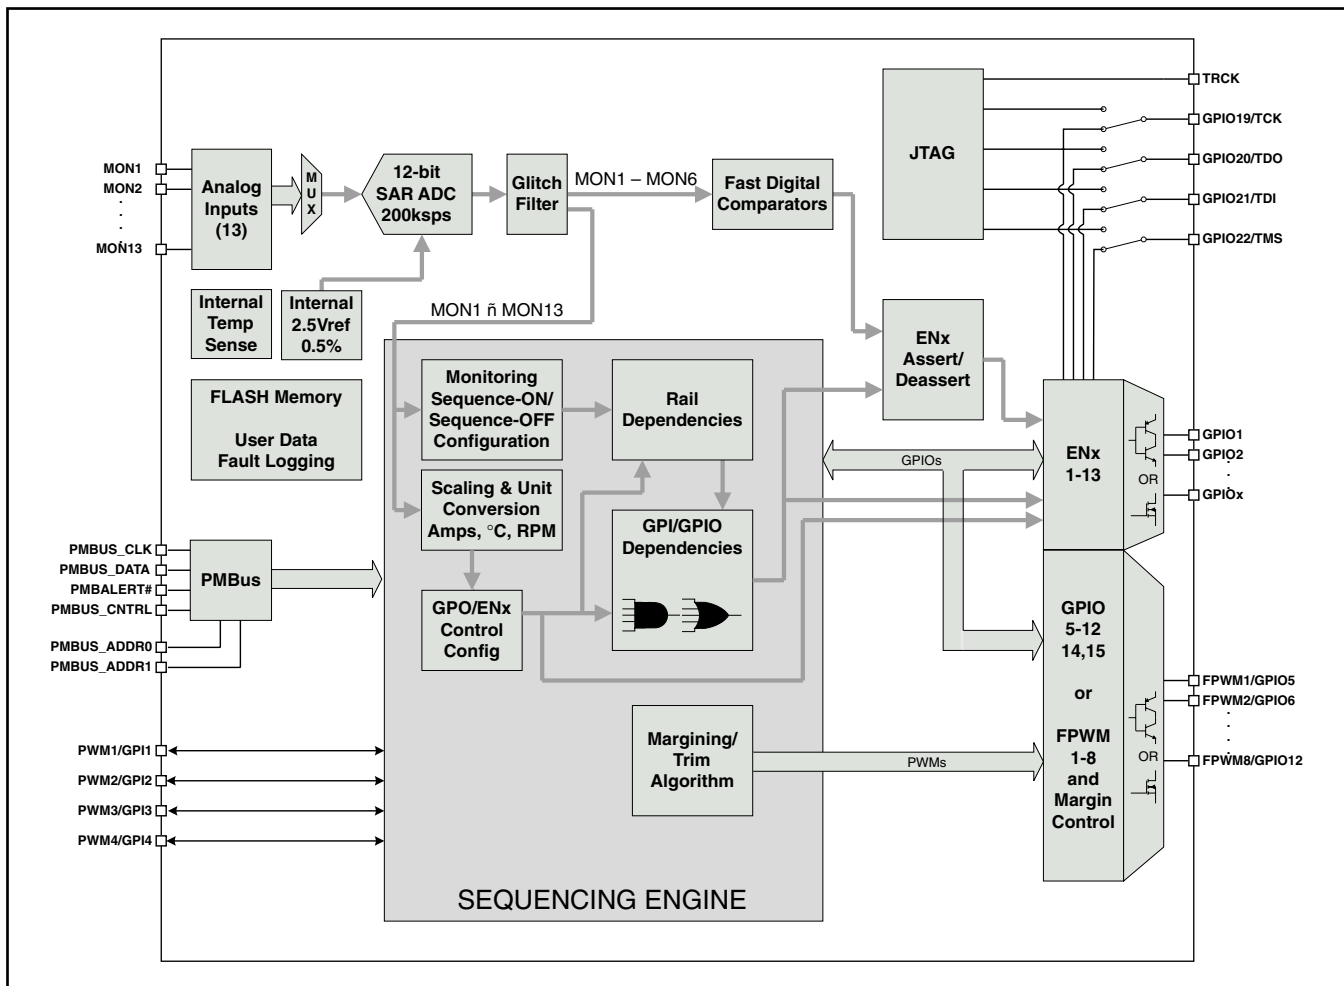 TRCK
GPIO19/TCK
JTAG
GPIO20/TDO
GPIO21/TDI
GPIO22/TMS
MON1
MON2
MON13
Analog
Inputs
(13)
MUX
12-bit
SAR ADC
200ksps
Glitch
Filter
MON1 – MON6
Fast Digital
Comparators
Internal
Temp
Sense
Internal
2.5Vref
0.5%
MON1 ñ MON13
ENx
Assert/
Deassert
FLASH Memory
User Data
Fault Logging
Monitoring
Sequence-ON/
Sequence-OFF
Configuration
Rail
Dependencies
Scaling & Unit
Conversion
Amps, °C, RPM
GPI/GPIO
Dependencies
GPO/ENx
Control
Config
GPIOs
ENx
1-13
OR
GPIO1
GPIO2
GPIOx
PMBUS_CLK
PMBUS_DATA
PMBALERT#
PMBUS_CNTRL
PMBUS_ADDR0
PMBUS_ADDR1
PMBus
GPIO
5-12
14,15
or
FPWM
1-8
and
Margin
Control
OR
FPWM1/GPIO5
FPWM2/GPIO6
FPWM8/GPIO12
Margining/
Trim
Algorithm
PWMs
PWM1/GPI1
PWM2/GPI2
PWM3/GPI3
PWM4/GPI4
SEQUENCING ENGINE